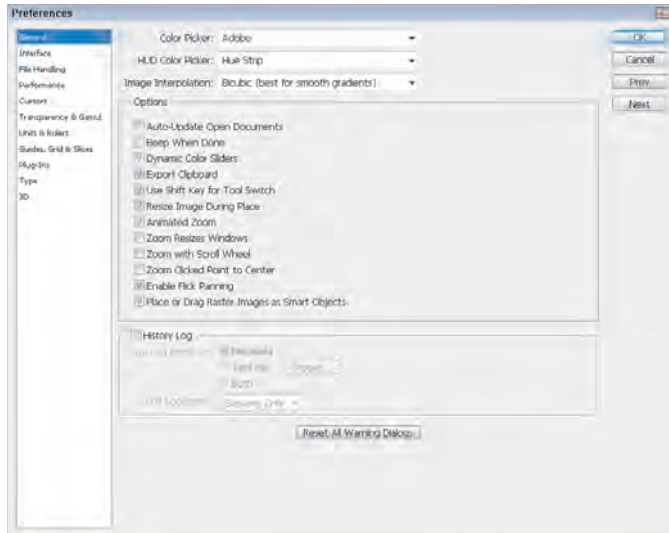 Preferences
General
Interface
File Handling
Performance
Cursors
Transparency & Gamut
Units & Rulers
Guides, Grid & Slices
Plug-Ins
Type
3D
Color Picker: Adobe
HUD Color Picker: Hue Strip
Image Interpolation: Bicubic (best for smooth gradients)
Options
Auto-Update Open Documents
Beep When Done
Dynamic Color Sliders
Export Clipboard
Use Shift Key for Tool Switch
Resize Image During Place
Animated Zoom
Zoom Resizes Windows
Zoom with Scroll Wheel
Zoom Clicked Point to Center
Enable Flick Panning
Place or Drag Raster Images as Smart Objects
History Log
Metadata
Text File
Both
Sessions Only
Reset All Warning Dialogs
OK
Cancel
Prev
Next